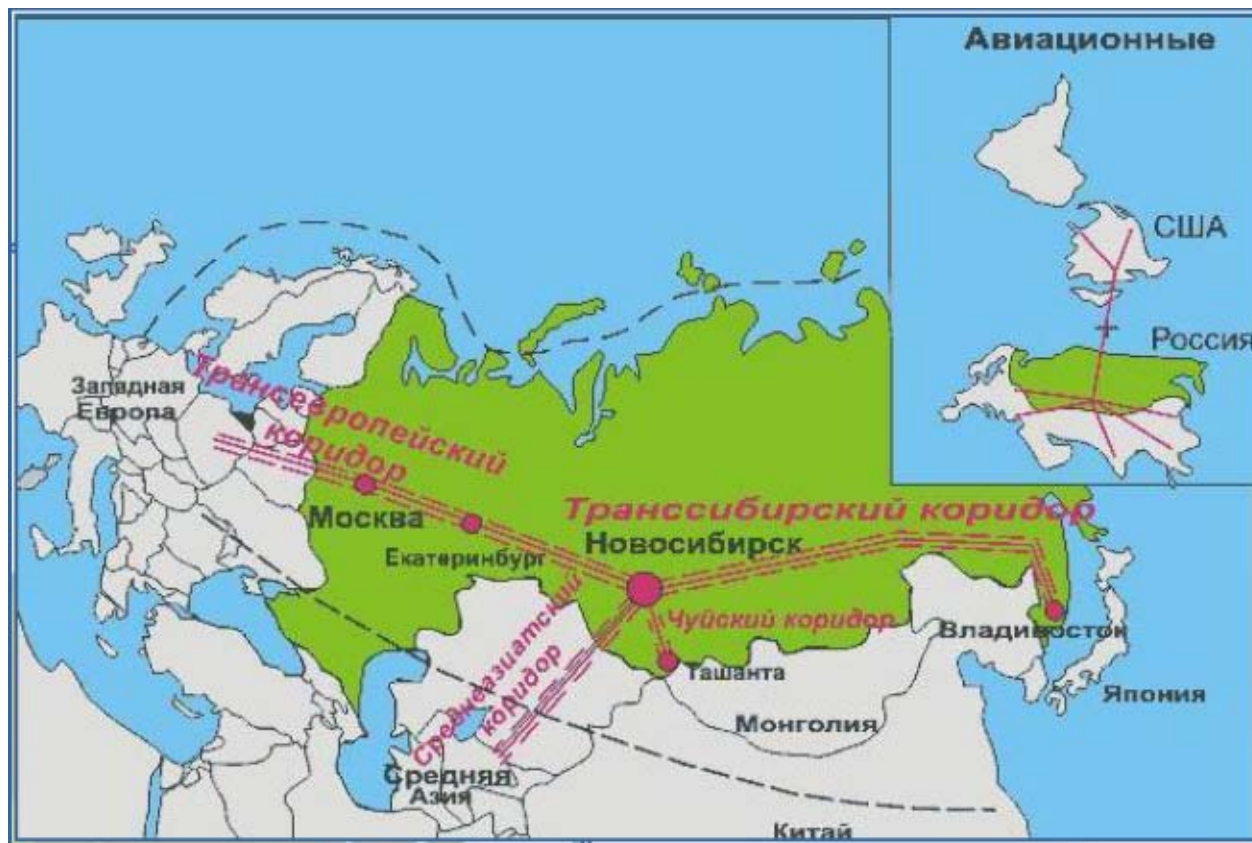 Авиационные
США
Россия
Западная
Европа
Трансевропейский
коридор
Москва
Екатеринбург
Транссибирский коридор
Новосибирск
Чуйский коридор
Владивосток
Ташанта
Среднеазиатский
коридор
Япония
Монголия
Средняя
Азия
Китай